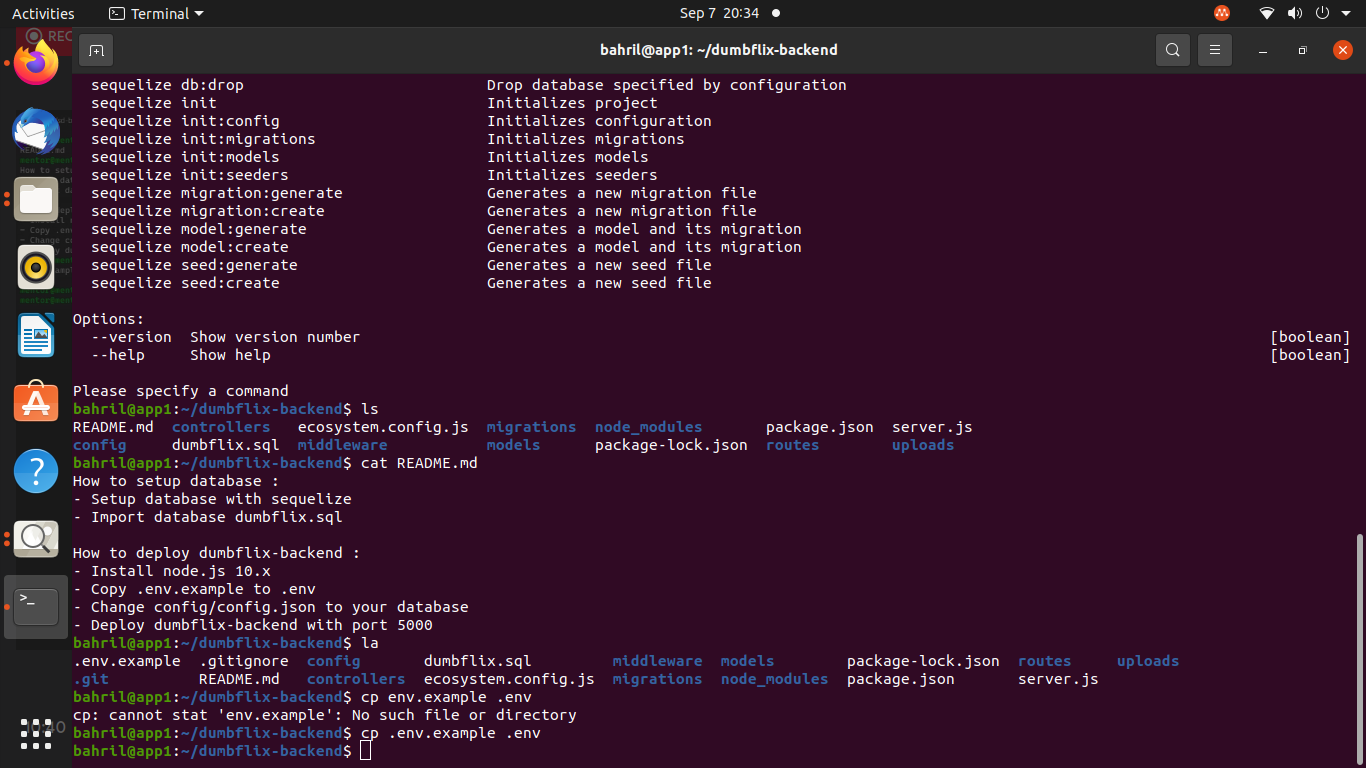 Activities Terminal Sep 7 20:34
REC
bahril@app1: ~/dumbflix-backend
sequelize db:drop Drop database specified by configuration
sequelize init Initializes project
sequelize init:config Initializes configuration
sequelize init:migrations Initializes migrations
sequelize init:models Initializes models
sequelize init:seeders Initializes seeders
sequelize migration:generate Generates a new migration file
sequelize migration:create Generates a new migration file
sequelize model:generate Generates a model and its migration
sequelize model:create Generates a model and its migration
sequelize seed:generate Generates a new seed file
sequelize seed:create Generates a new seed file
Options:
--version Show version number [boolean]
--help Show help [boolean]
Please specify a command
bahril@app1:~/dumbflix-backend$ ls
README.md controllers ecosystem.config.js migrations node_modules package.json server.js
config dumbflix.sql middleware models package-lock.json routes uploads
bahril@app1:~/dumbflix-backend$ cat README.md
How to setup database :
- Setup database with sequelize
- Import database dumbflix.sql
How to deploy dumbflix-backend :
- Install node.js 10.x
- Copy .env.example to .env
- Change config/config.json to your database
- Deploy dumbflix-backend with port 5000
bahril@app1:~/dumbflix-backend$ la
.env.example .gitignore config dumbflix.sql middleware models package-lock.json routes uploads
.git README.md controllers ecosystem.config.js migrations node_modules package.json server.js
bahril@app1:~/dumbflix-backend$ cp env.example .env
cp: cannot stat 'env.example': No such file or directory
bahril@app1:~/dumbflix-backend$ cp .env.example .env
bahril@app1:~/dumbflix-backend$